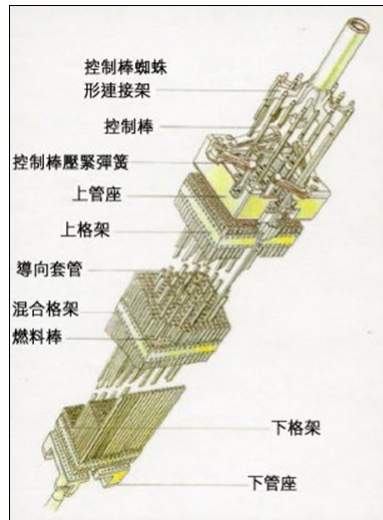 控制棒蜘蛛
形連接架
控制棒
控制棒壓緊彈簧
上管座
上格架
導向套管
混合格架
燃料棒
下格架
下管座